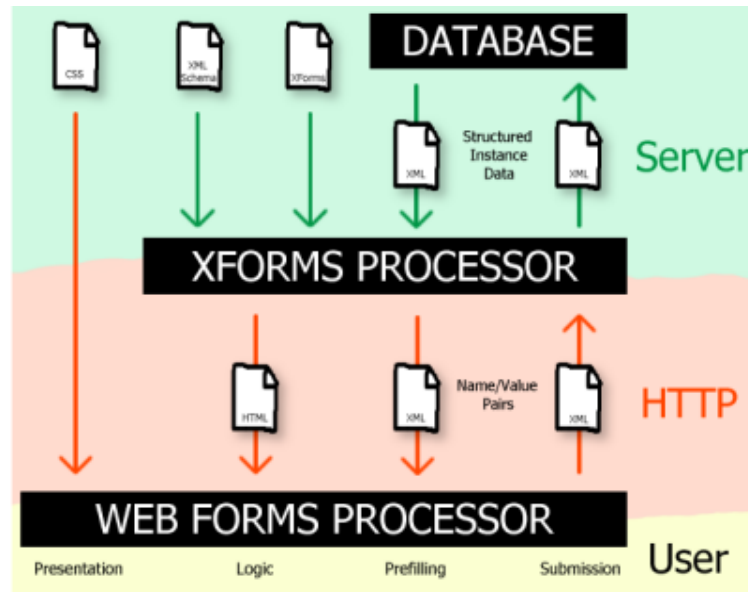 DATABASE
CSS
XML
Schema
XForms
XML
Structured
Instance
Data
XML
Server
XFORMS PROCESSOR
HTML
XML
Name/Value
Pairs
XML
HTTP
WEB FORMS PROCESSOR
User
Presentation
Logic
Prefilling
Submission